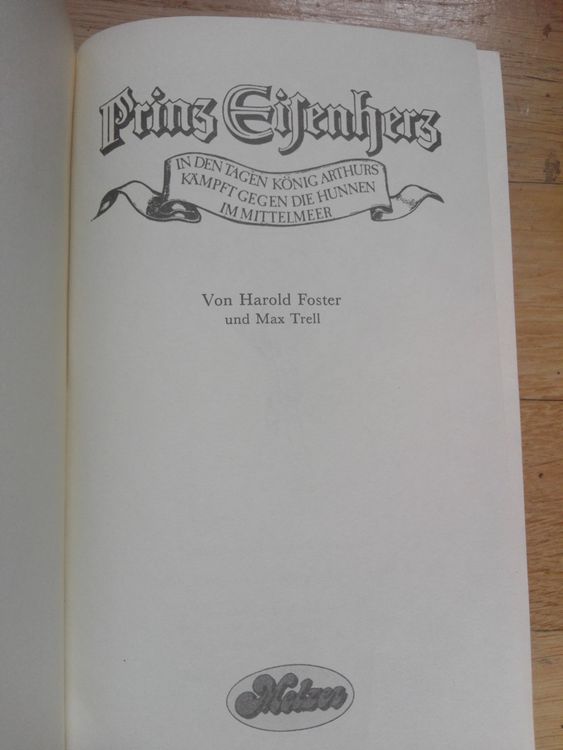 Prinz Eiſenherz
IN DEN TAGEN KÖNIG ARTHURS
KÄMPFT GEGEN DIE HUNNEN
IM MITTELMEER
Von Harold Foster
und Max Trell
Melzer